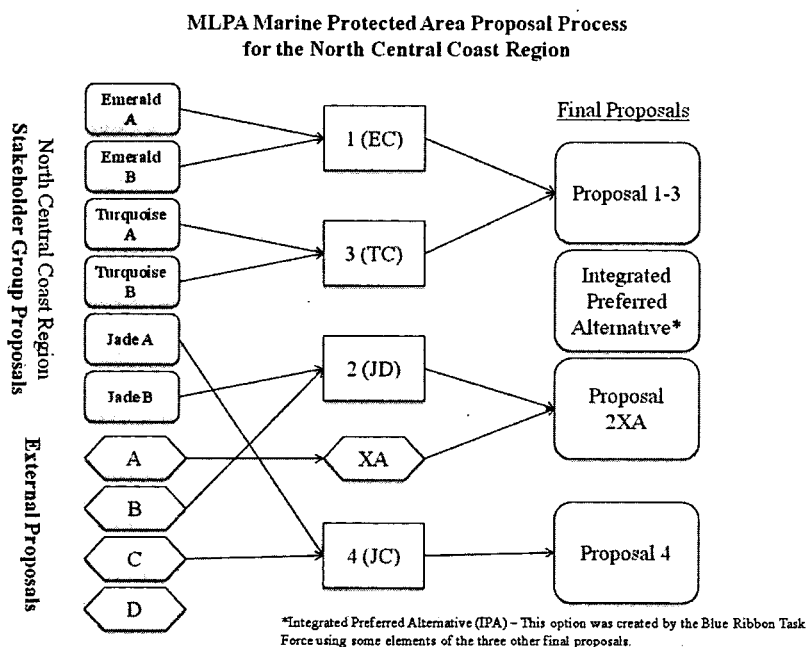 MLPA Marine Protected Area Proposal Process
for the North Central Coast Region
North Central Coast Region
Stakeholder Group Proposals
External Proposals
Emerald
A
Emerald
B
Turquoise
A
Turquoise
B
Jade A
Jade B
A
B
C
D
1 (EC)
3 (TC)
2 (JD)
XA
4 (JC)
Final Proposals
Proposal 1-3
Integrated
Preferred
Alternative*
Proposal
2XA
Proposal 4
*Integrated Preferred Alternative (IPA) – This option was created by the Blue Ribbon Task
Force using some elements of the three other final proposals.